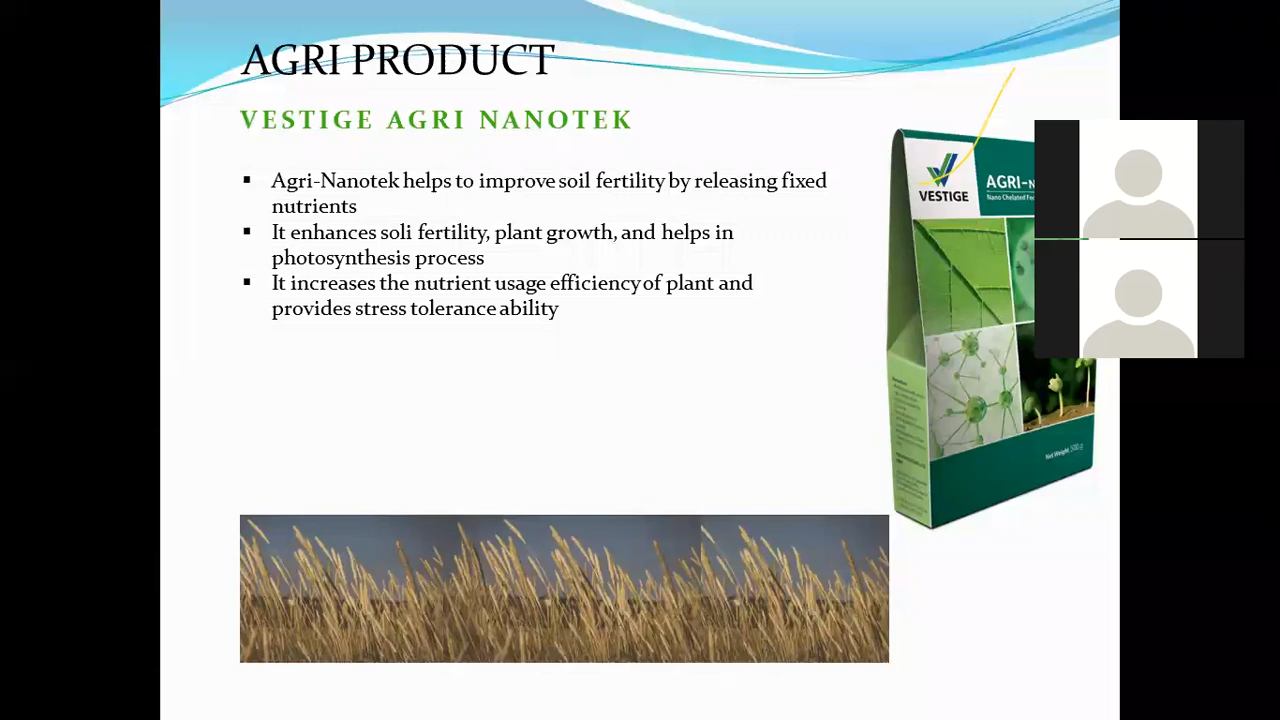 AGRI PRODUCT
VESTIGE AGRI NANOTEK
▪ Agri-Nanotek helps to improve soil fertility by releasing fixed
nutrients
▪ It enhances soli fertility, plant growth, and helps in
photosynthesis process
▪ It increases the nutrient usage efficiency of plant and
provides stress tolerance ability
VESTIGE
AGRI-
Nano Chelated
Net Weight